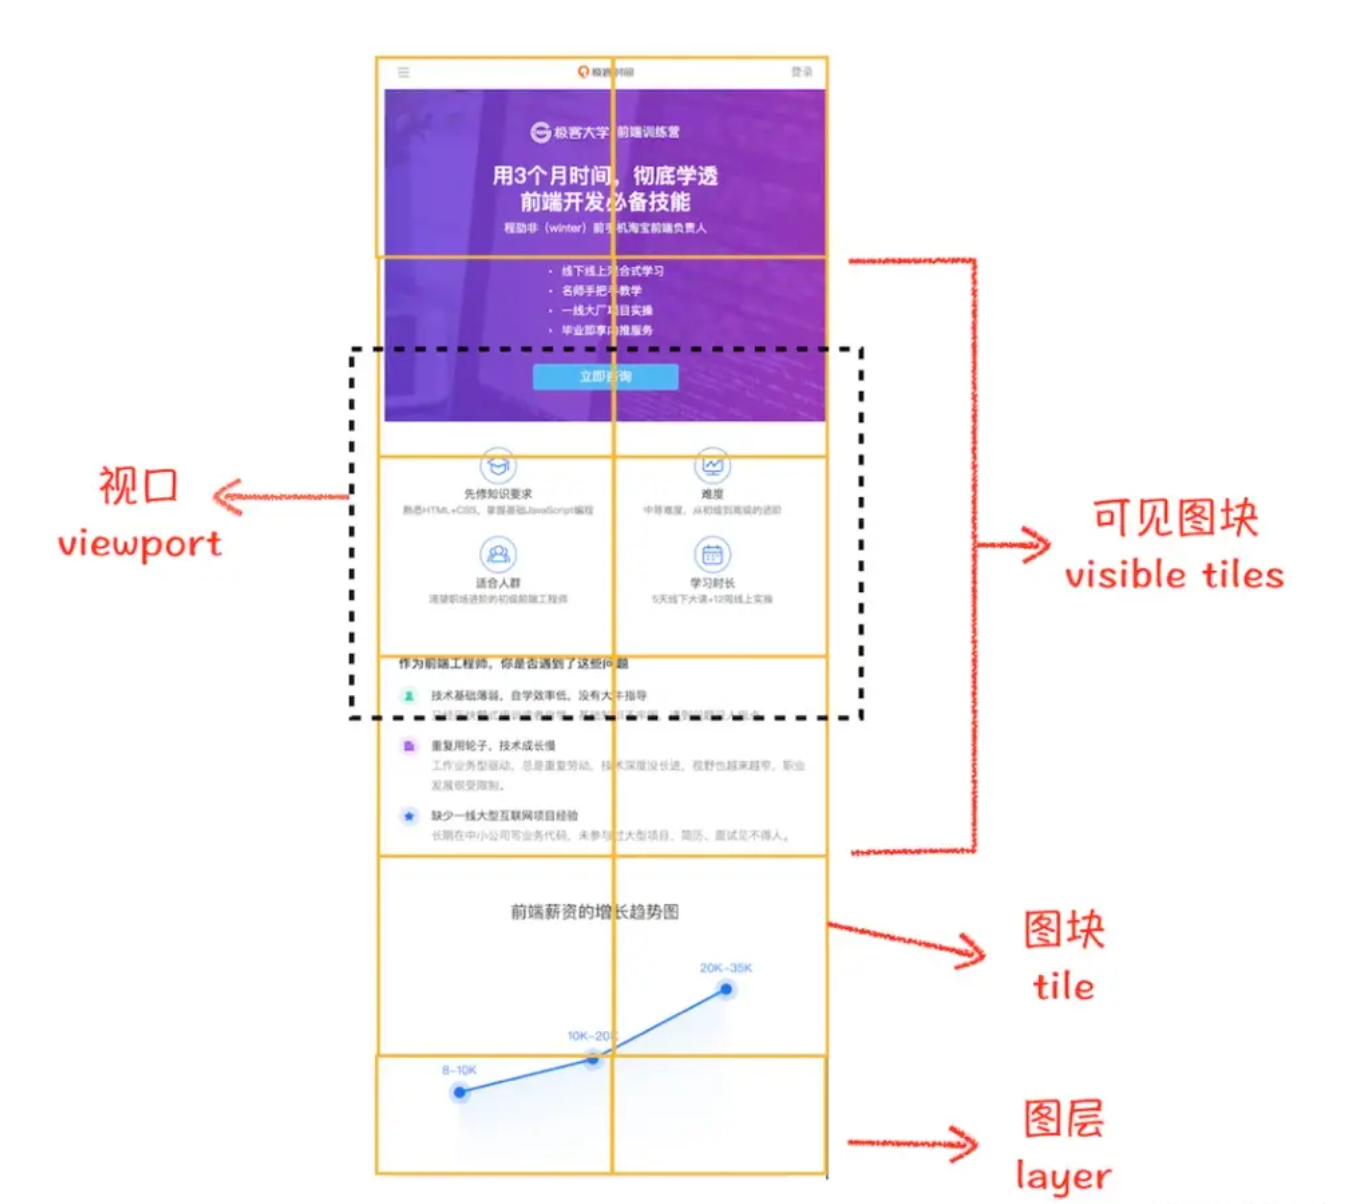 极客时间
登录
极客大学 前端训练营
用3个月时间，彻底学透
前端开发必备技能
程劭非（winter）前手机淘宝前端负责人
· 线下线上混合式学习
· 名师手把手教学
· 一线大厂项目实操
· 毕业即享内推服务
立即咨询
视口
viewport
先修知识要求
熟悉HTML+CSS，掌握基础JavaScript编程
难度
中等难度，从初级到高级的进阶
适合人群
渴望职场进阶的初级前端工程师
学习时长
5天线下大课+12周线上实操
可见图块
visible tiles
作为前端工程师，你是否遇到了这些问题
技术基础薄弱，自学效率低，没有大牛指导
重复用轮子，技术成长慢
工作业务型驱动，总是重复劳动，技术深度没长进，视野也越来越窄，职业
发展很受限制。
缺少一线大型互联网项目经验
长期在中小公司写业务代码，未参与过大型项目，简历、面试见不得人。
前端薪资的增长趋势图
20K-35K
10K-20K
8-10K
图块
tile
图层
layer